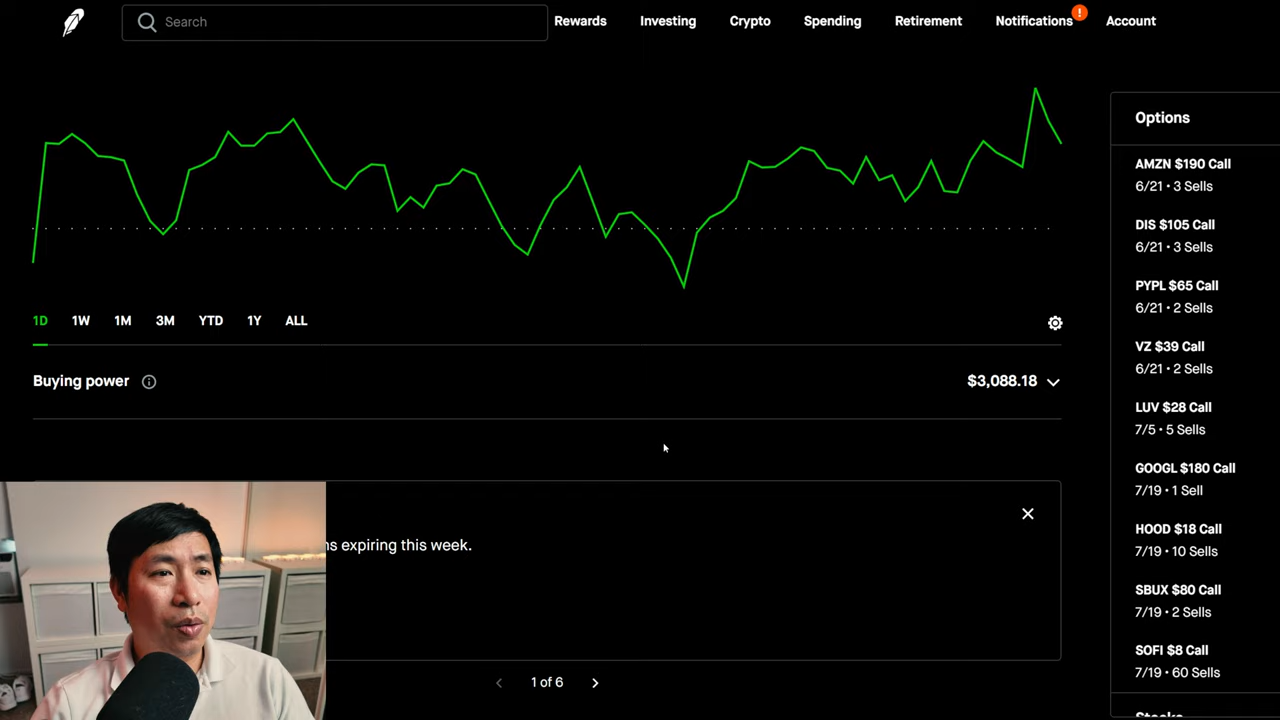 Search
Rewards
Investing
Crypto
Spending
Retirement
Notifications
!
Account
1D
1W
1M
3M
YTD
1Y
ALL
Buying power
$3,088.18
expiring this week.
1 of 6
Options
AMZN $190 Call
6/21 • 3 Sells
DIS $105 Call
6/21 • 3 Sells
PYPL $65 Call
6/21 • 2 Sells
VZ $39 Call
6/21 • 2 Sells
LUV $28 Call
7/5 • 5 Sells
GOOGL $180 Call
7/19 • 1 Sell
HOOD $18 Call
7/19 • 10 Sells
SBUX $80 Call
7/19 • 2 Sells
SOFI $8 Call
7/19 • 60 Sells